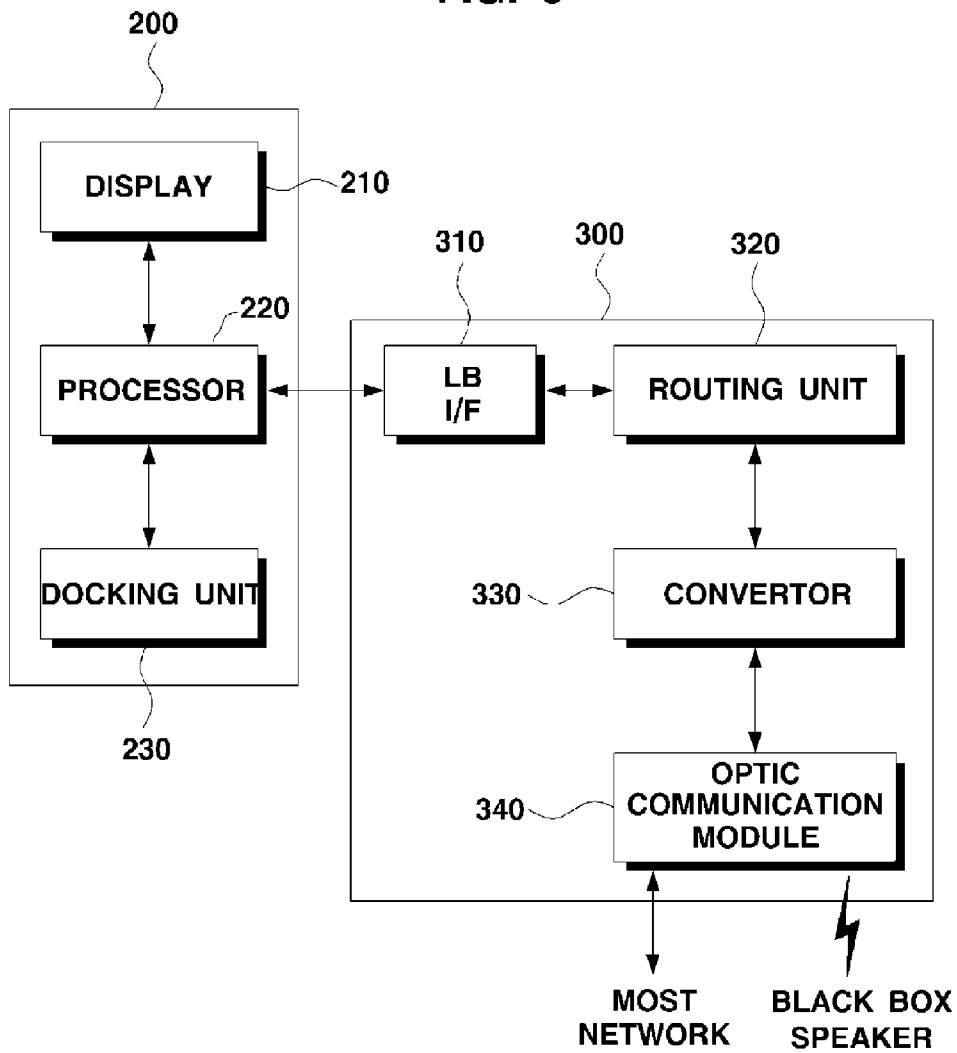 200
DISPLAY
210
310
300
320
220
PROCESSOR
LB
I/F
ROUTING UNIT
DOCKING UNIT
330
CONVERTOR
230
340
OPTIC
COMMUNICATION
MODULE
MOST
NETWORK
BLACK BOX
SPEAKER